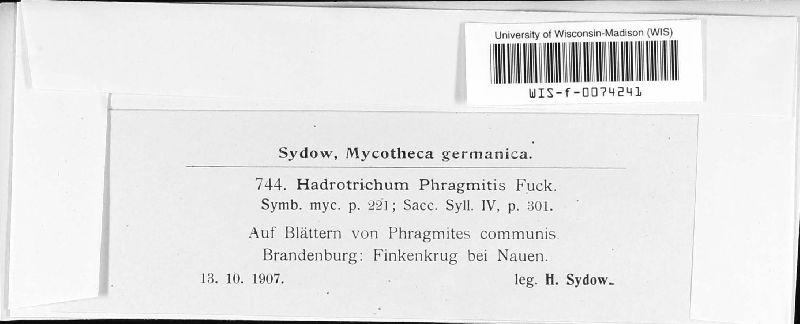 University of Wisconsin-Madison (WIS)
WIS-f-0074241
Sydow, Mycotheca germanica.
744. Hadrotrichum Phragmitis Fuck.
Symb. myc. p. 221; Sacc. Syll. IV, p. 301.
Auf Blättern von Phragmites communis.
Brandenburg: Finkenkrug bei Nauen.
13. 10. 1907. leg. H. Sydow.